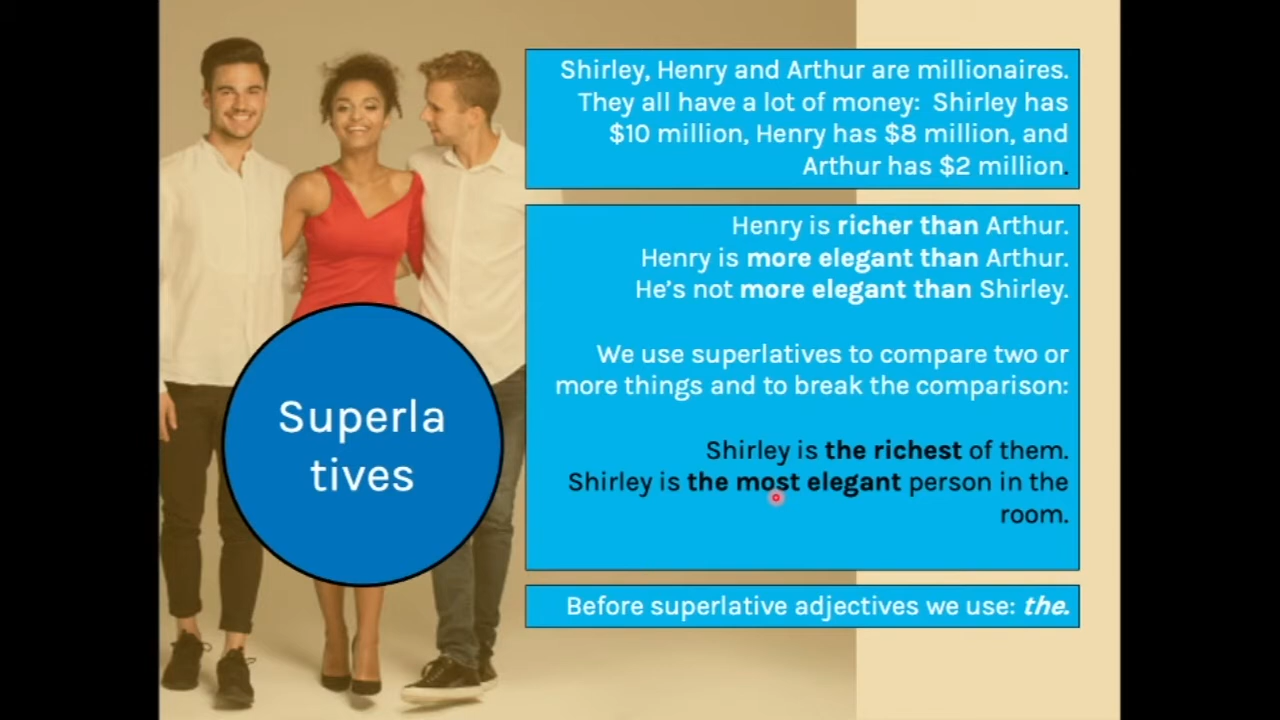 Shirley, Henry and Arthur are millionaires.
They all have a lot of money:  Shirley has
$10 million, Henry has $8 million, and
Arthur has $2 million.
Henry is richer than Arthur.
Henry is more elegant than Arthur.
He’s not more elegant than Shirley.
We use superlatives to compare two or
more things and to break the comparison:
Shirley is the richest of them.
Shirley is the most elegant person in the
room.
Superla
tives
Before superlative adjectives we use: the.